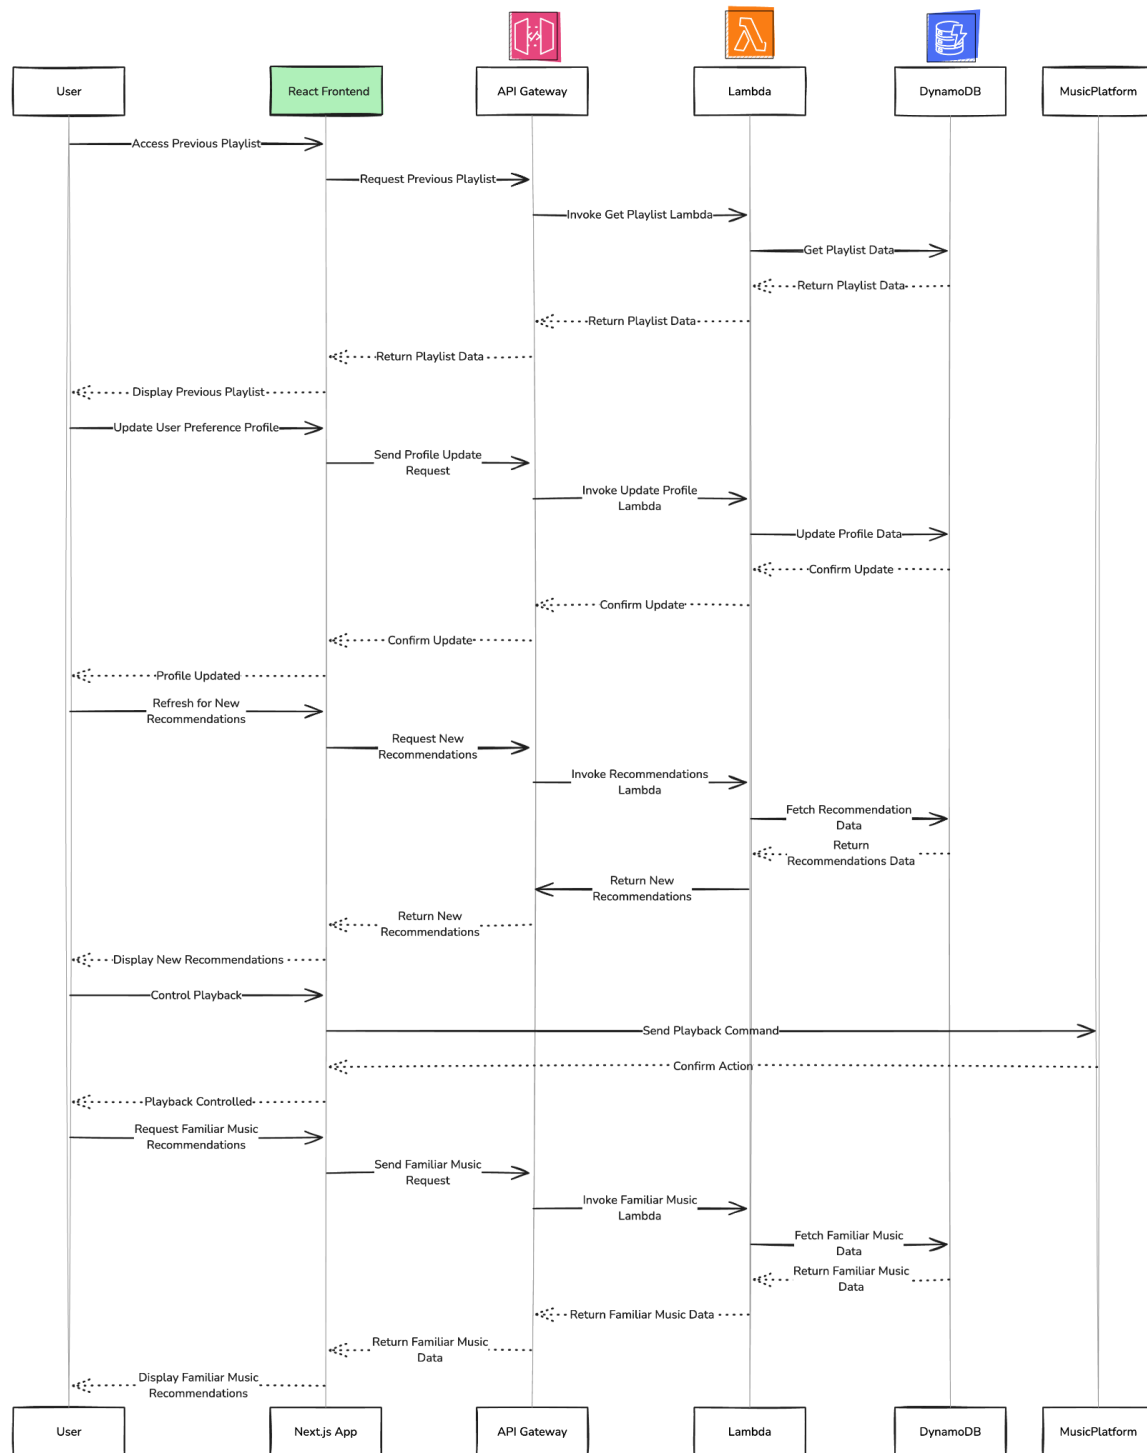 User
React Frontend
API Gateway
Lambda
DynamoDB
MusicPlatform
Access Previous Playlist
Request Previous Playlist
Invoke Get Playlist Lambda
Get Playlist Data
Return Playlist Data
Return Playlist Data
Return Playlist Data
Display Previous Playlist
Update User Preference Profile
Send Profile Update
Request
Invoke Update Profile
Lambda
Update Profile Data
Confirm Update
Confirm Update
Confirm Update
Profile Updated
Refresh for New
Recommendations
Request New
Recommendations
Invoke Recommendations
Lambda
Fetch Recommendation
Data
Return
Recommendations Data
Return New
Recommendations
Return New
Recommendations
Display New Recommendations
Control Playback
Send Playback Command
Confirm Action
Playback Controlled
Request Familiar Music
Recommendations
Send Familiar Music
Request
Invoke Familiar Music
Lambda
Fetch Familiar Music
Data
Return Familiar Music
Data
Return Familiar Music Data
Return Familiar Music
Data
Display Familiar Music
Recommendations
User
Next.js App
API Gateway
Lambda
DynamoDB
MusicPlatform